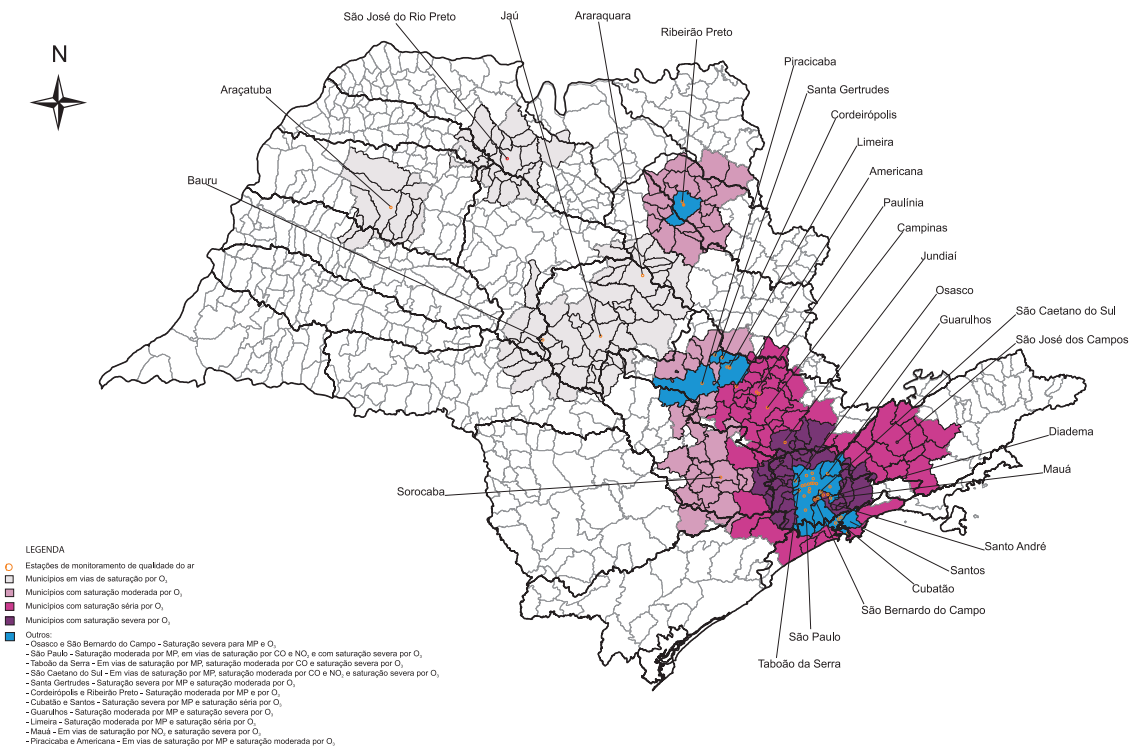 São José do Rio Preto
Jaú
Araraquara
Ribeirão Preto
N
Piracicaba
Santa Gertrudes
Araçatuba
Cordeirópolis
Limeira
Americana
Bauru
Paulínia
Campinas
Jundiaí
Osasco
São Caetano do Sul
Guarulhos
São José dos Campos
Diadema
Mauá
Sorocaba
Santo André
Santos
Cubatão
São Bernardo do Campo
São Paulo
Taboão da Serra
LEGENDA
Estações de monitoramento de qualidade do ar
Municípios em vias de saturação por O₃
Municípios com saturação moderada por O₃
Municípios com saturação séria por O₃
Municípios com saturação severa por O₃
Outros:
- Osasco e São Bernardo do Campo - Saturação severa para MP e O₃
- São Paulo - Saturação moderada por MP, em vias de saturação por CO e NO₂ e com saturação severa por O₃
- Taboão da Serra - Em vias de saturação por MP, saturação moderada por CO e saturação severa por O₃
- São Caetano do Sul - Em vias de saturação por MP, saturação moderada por CO e NO₂ e saturação severa por O₃
- Santa Gertrudes - Saturação severa por MP e saturação moderada por O₃
- Cordeirópolis e Ribeirão Preto - Saturação moderada por MP e por O₃
- Cubatão e Santos - Saturação severa por MP e saturação séria por O₃
- Guarulhos - Saturação moderada por MP e saturação severa por O₃
- Limeira - Saturação moderada por MP e saturação séria por O₃
- Mauá - Em vias de saturação por NO₂ e saturação severa por O₃
- Piracicaba e Americana - Em vias de saturação por MP e saturação moderada por O₃